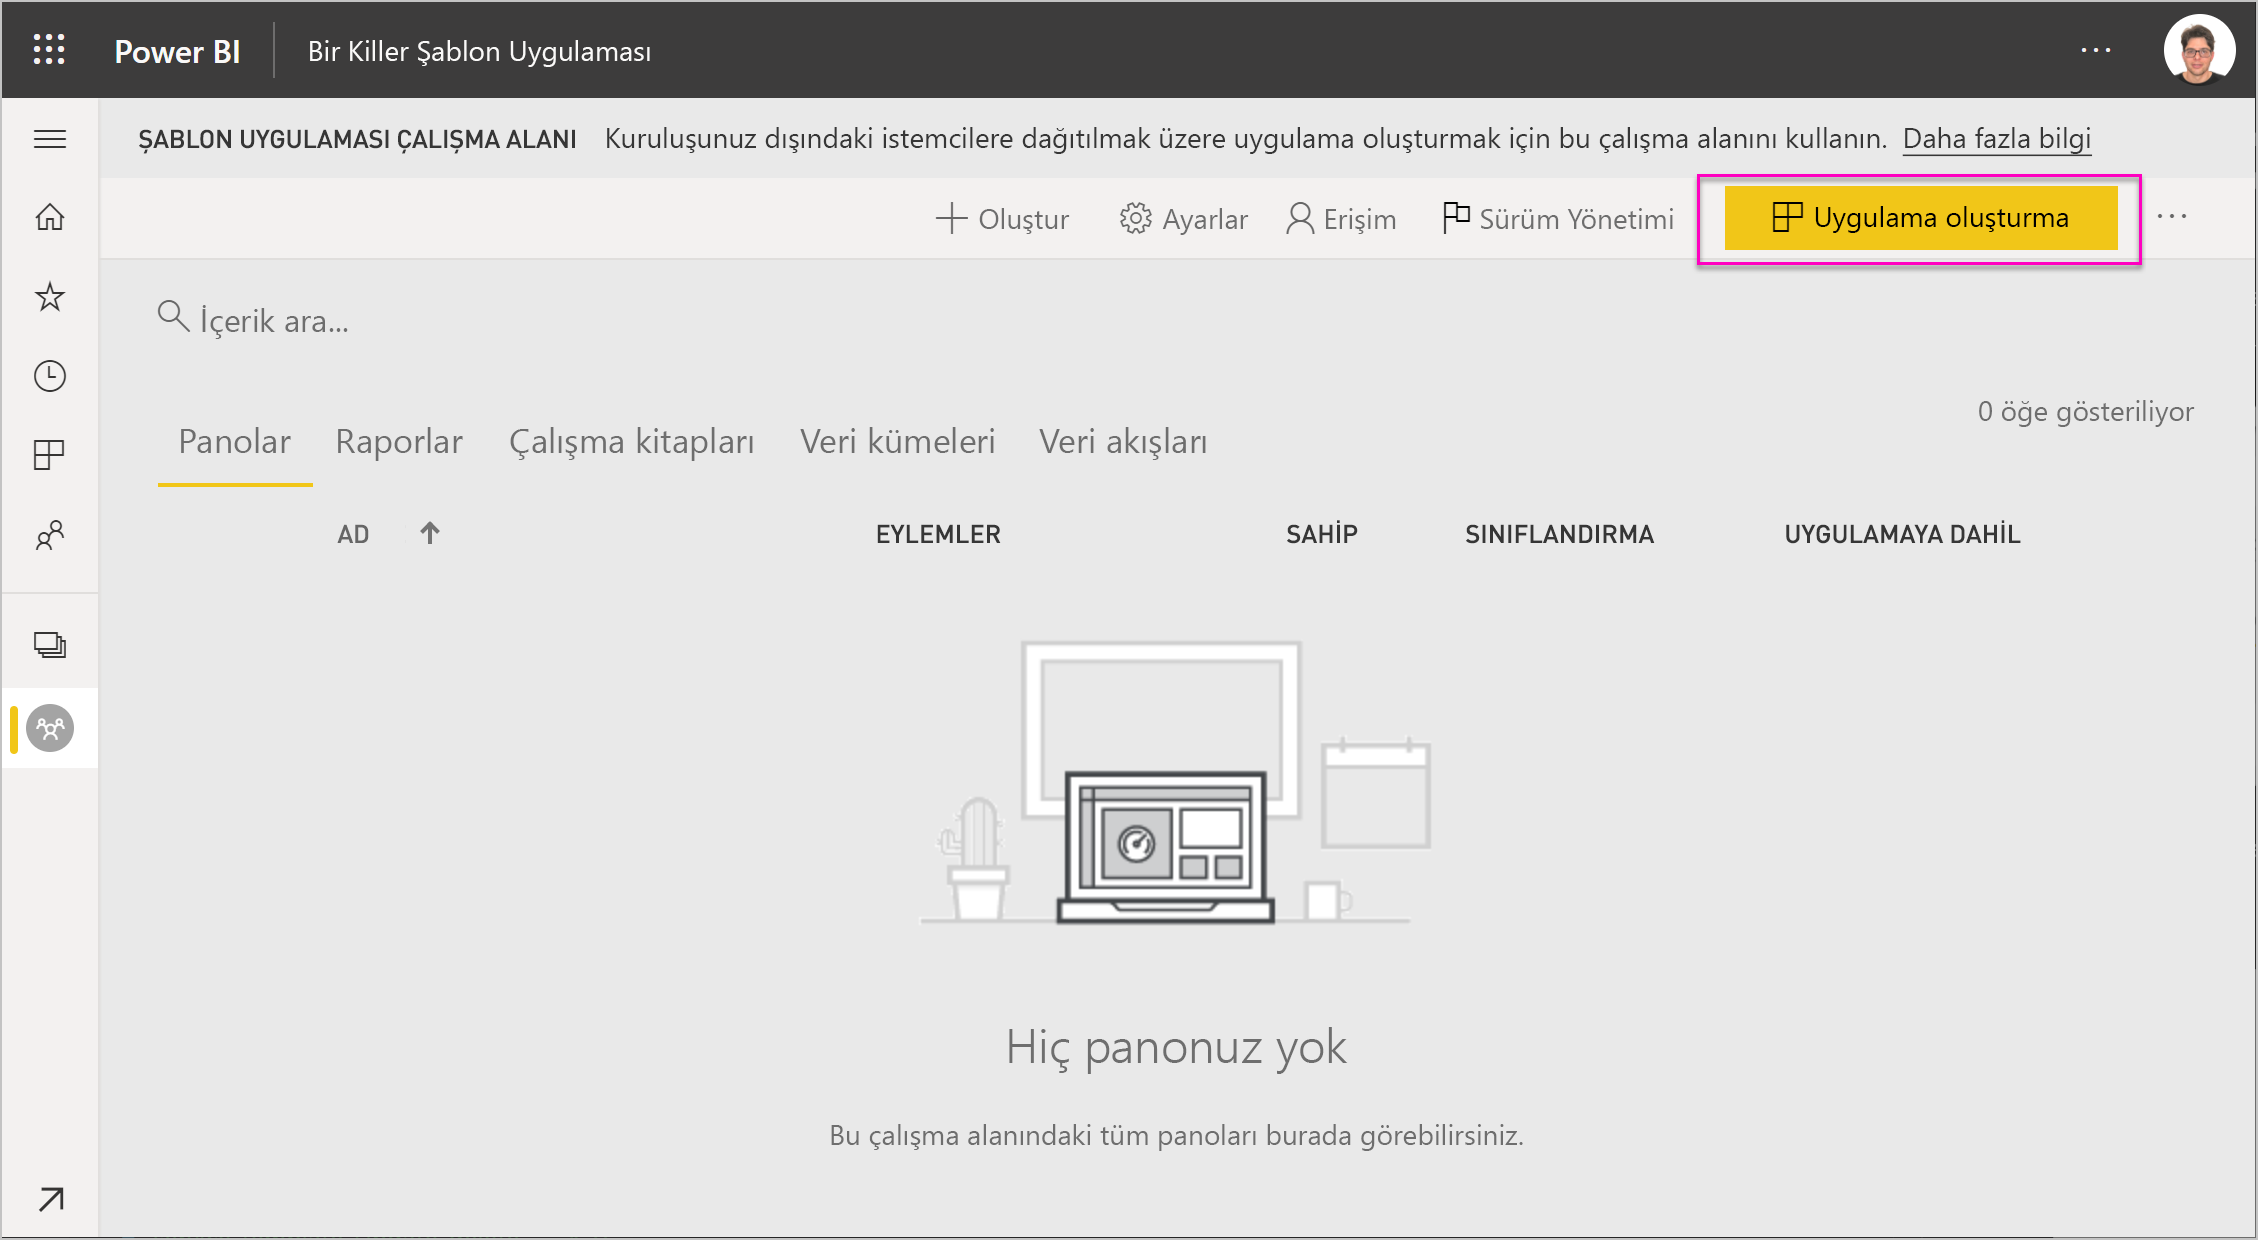 Power BI
Bir Killer Şablon Uygulaması
ŞABLON UYGULAMASI ÇALIŞMA ALANI Kuruluşunuz dışındaki istemcilere dağıtılmak üzere uygulama oluşturmak için bu çalışma alanını kullanın. Daha fazla bilgi
Oluştur Ayarlar Erişim Sürüm Yönetimi Uygulama oluşturma
İçerik ara...
0 öğe gösteriliyor
Panolar Raporlar Çalışma kitapları Veri kümeleri Veri akışları
AD EYLEMLER SAHİP SINIFLANDIRMA UYGULAMAYA DAHİL
Hiç panonuz yok
Bu çalışma alanındaki tüm panoları burada görebilirsiniz.